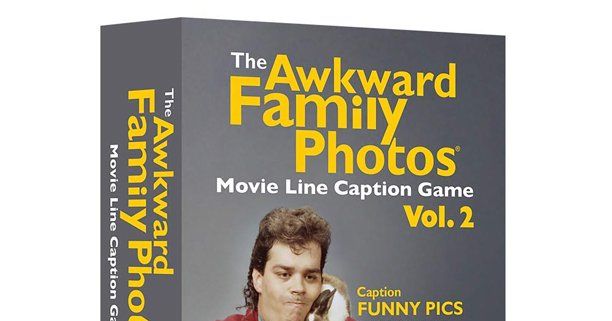 The Awkward
Family
Photos®
Movie Line Caption Game
Vol. 2
Caption
FUNNY PICS
The Awkward
Movie Line Caption Ga
Family Pho